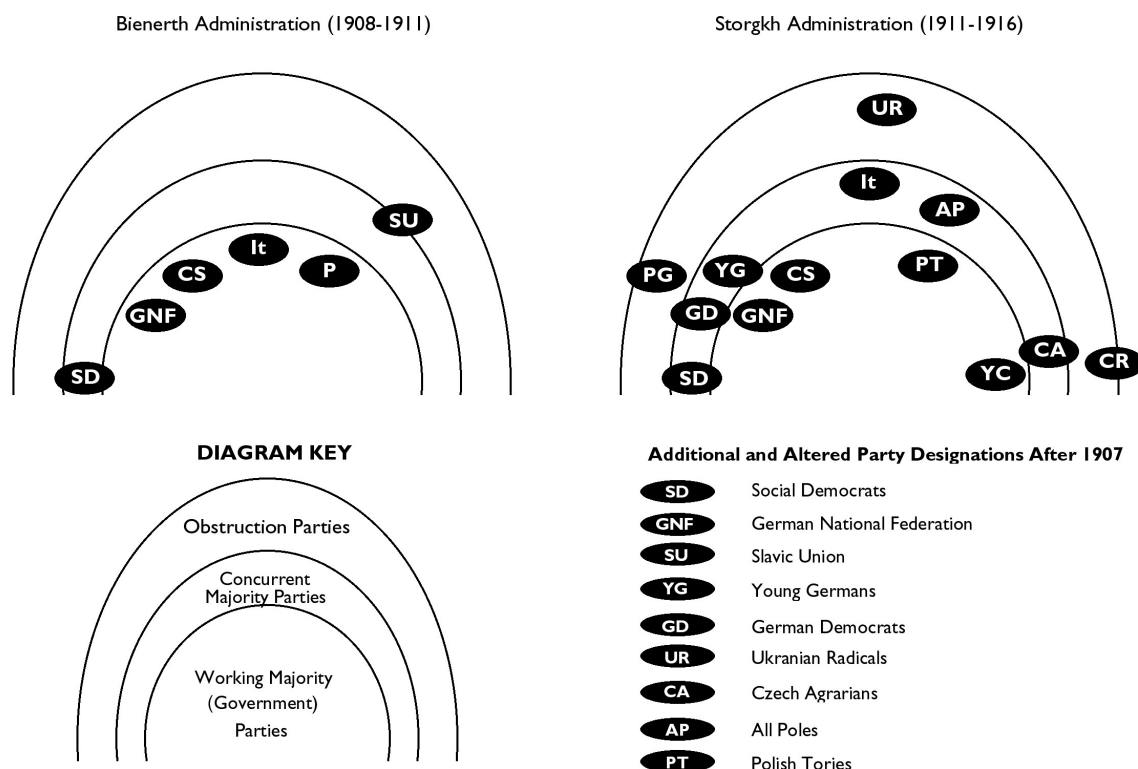 Bienerth Administration (1908-1911)
SU
It
CS
P
GNF
SD
Storgkh Administration (1911-1916)
UR
It
AP
PT
PG
YG
CS
GD
GNF
CA
CR
YC
SD
DIAGRAM KEY
Obstruction Parties
Concurrent
Majority Parties
Working Majority
(Government)
Parties
Additional and Altered Party Designations After 1907
SD Social Democrats
GNF German National Federation
SU Slavic Union
YG Young Germans
GD German Democrats
UR Ukranian Radicals
CA Czech Agrarians
AP All Poles
PT Polish Tories